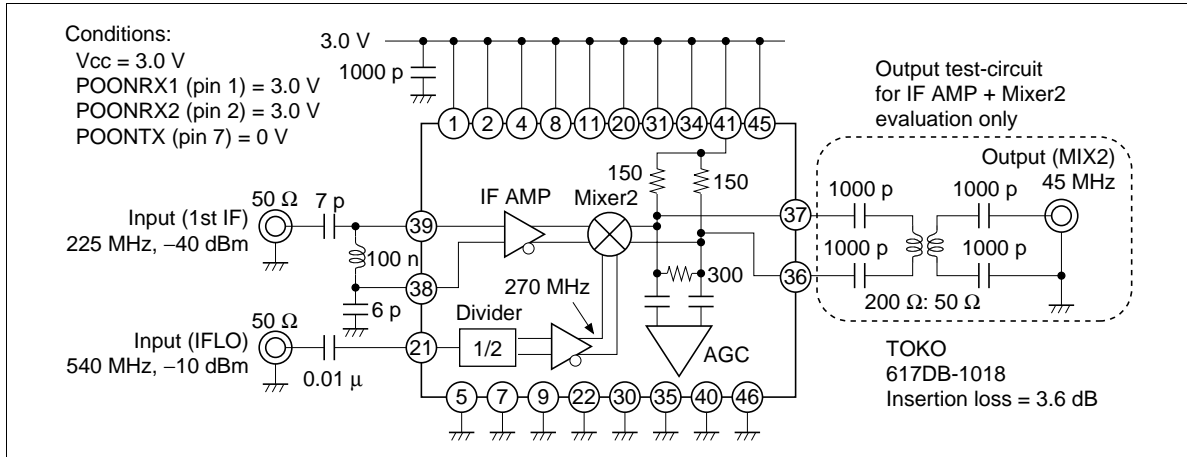 Conditions:
Vcc = 3.0 V
POONRX1 (pin 1) = 3.0 V
POONRX2 (pin 2) = 3.0 V
POONTX (pin 7) = 0 V
3.0 V
1000 p
1 2 4 8 11 20 31 34 41 45
Output test-circuit
for IF AMP + Mixer2
evaluation only
Output (MIX2)
45 MHz
50 Ω
7 p
Input (1st IF)
225 MHz, −40 dBm
39
IF AMP
Mixer2
150
150
37
1000 p
1000 p
100 n
38
300
36
1000 p
1000 p
200 Ω: 50 Ω
6 p
270 MHz
50 Ω
Input (IFLO)
540 MHz, −10 dBm
0.01 μ
21
Divider
1/2
AGC
TOKO
617DB-1018
Insertion loss = 3.6 dB
5 7 9 22 30 35 40 46